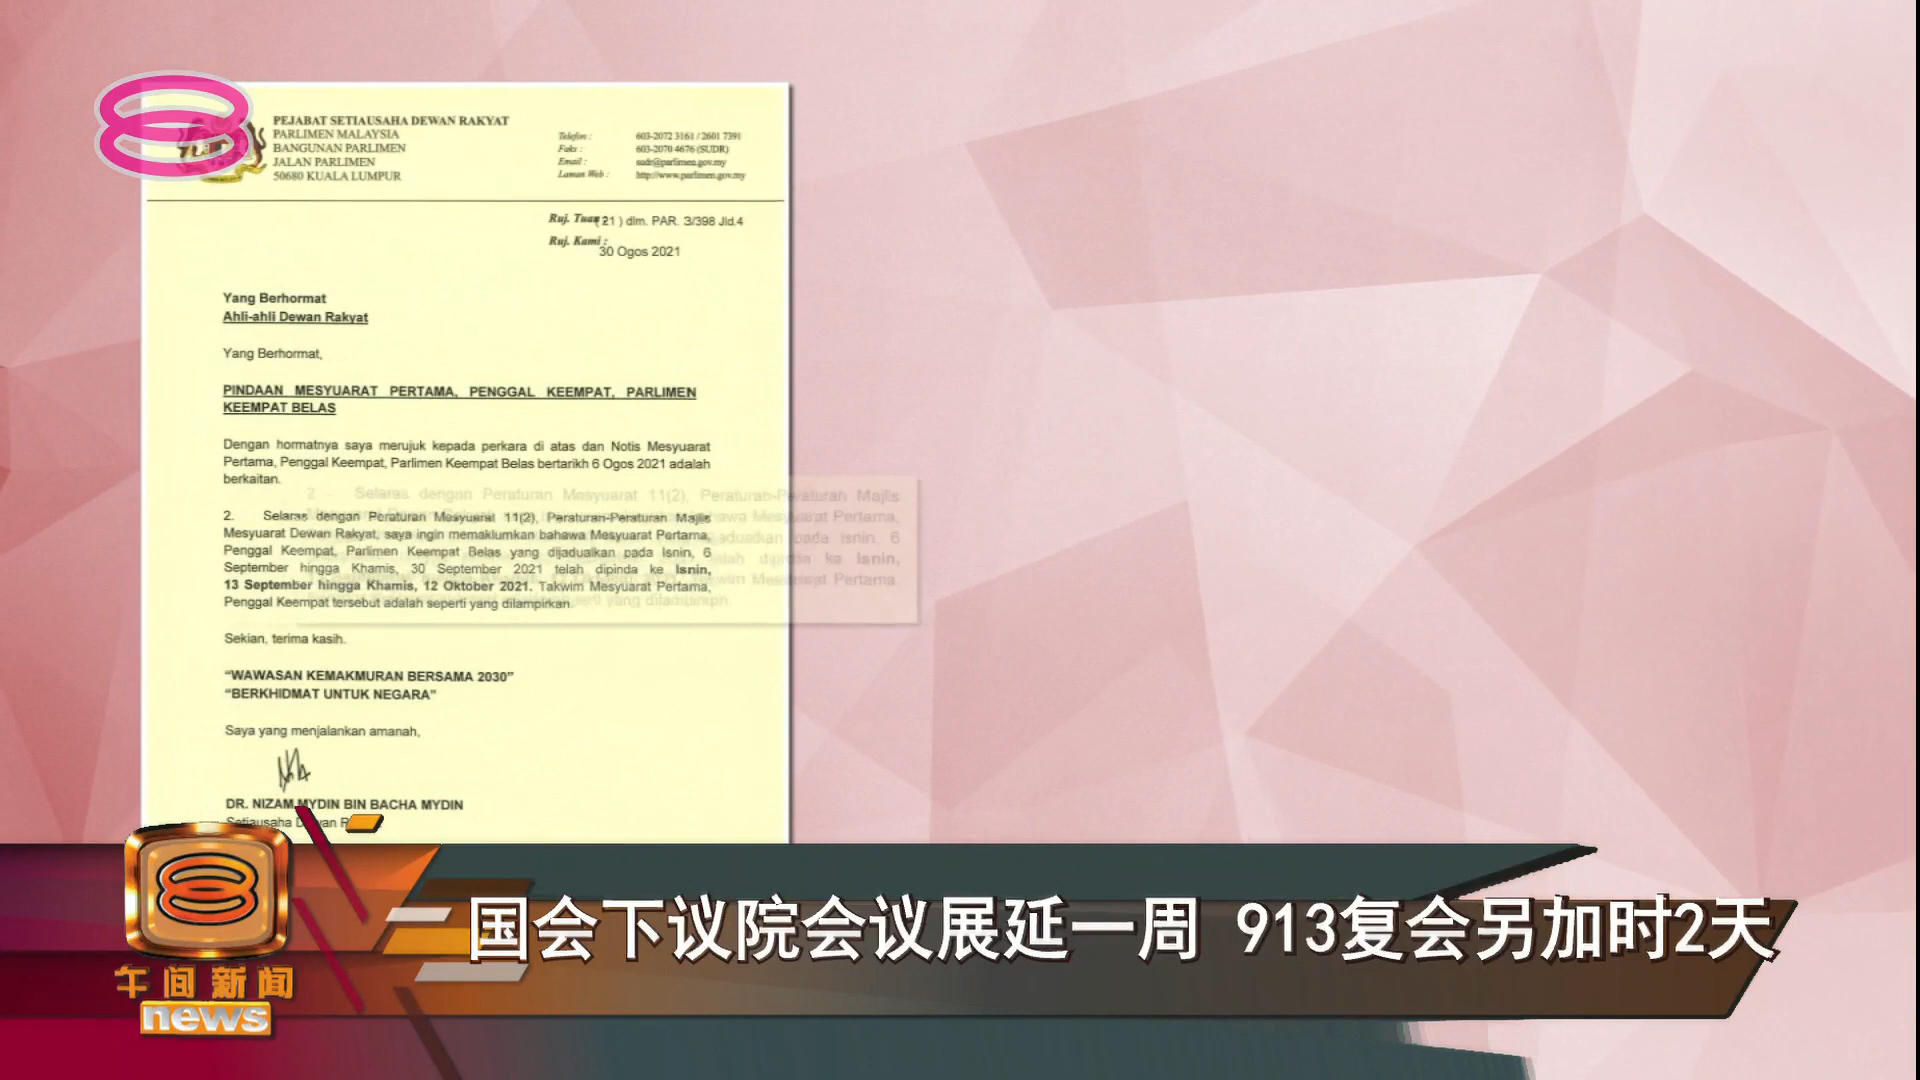 PEJABAT SETIAUSAHA DEWAN RAKYAT
PARLIMEN MALAYSIA
BANGUNAN PARLIMEN
JALAN PARLIMEN
50680 KUALA LUMPUR
Telefon : 603-2072 3161 / 2601 7391
Faks : 603-2070 4676 (SUDR)
Email : sudr@parlimen.gov.my
Laman Web : http://www.parlimen.gov.my
Ruj. Tuan : 21 ) dlm. PAR. 3/398 Jld.4
Ruj. Kami :
30 Ogos 2021
Yang Berhormat
Ahli-ahli Dewan Rakyat
Yang Berhormat,
PINDAAN MESYUARAT PERTAMA, PENGGAL KEEMPAT, PARLIMEN
KEEMPAT BELAS
Dengan hormatnya saya merujuk kepada perkara di atas dan Notis Mesyuarat
Pertama, Penggal Keempat, Parlimen Keempat Belas bertarikh 6 Ogos 2021 adalah
berkaitan.
2. Selaras dengan Peraturan Mesyuarat 11(2), Peraturan-Peraturan Majlis
Mesyuarat Dewan Rakyat, saya ingin memaklumkan bahawa Mesyuarat Pertama,
Penggal Keempat, Parlimen Keempat Belas yang dijadualkan pada Isnin, 6
September hingga Khamis, 30 September 2021 telah dipinda ke Isnin,
13 September hingga Khamis, 12 Oktober 2021. Takwim Mesyuarat Pertama,
Penggal Keempat tersebut adalah seperti yang dilampirkan.
Sekian, terima kasih.
“WAWASAN KEMAKMURAN BERSAMA 2030”
“BERKHIDMAT UNTUK NEGARA”
Saya yang menjalankan amanah,
DR. NIZAM MYDIN BIN BACHA MYDIN
Setiausaha
国会下议院会议展延一周 913复会另加时2天
午间新闻
news